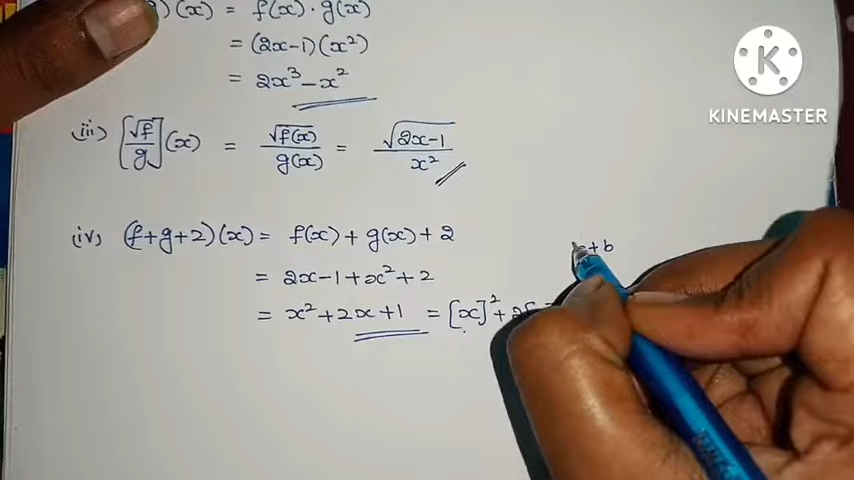 )(x) = f(x)·g(x)
= (2x-1)(x²)
= 2x³-x²
KINEMASTER
(iii) [√f/g](x) = √f(x)/g(x) = √(2x-1)/x²
(iv) (f+g+2)(x) = f(x)+g(x)+2
+b
= 2x-1+x²+2
= x²+2x+1 = [x]²+2[